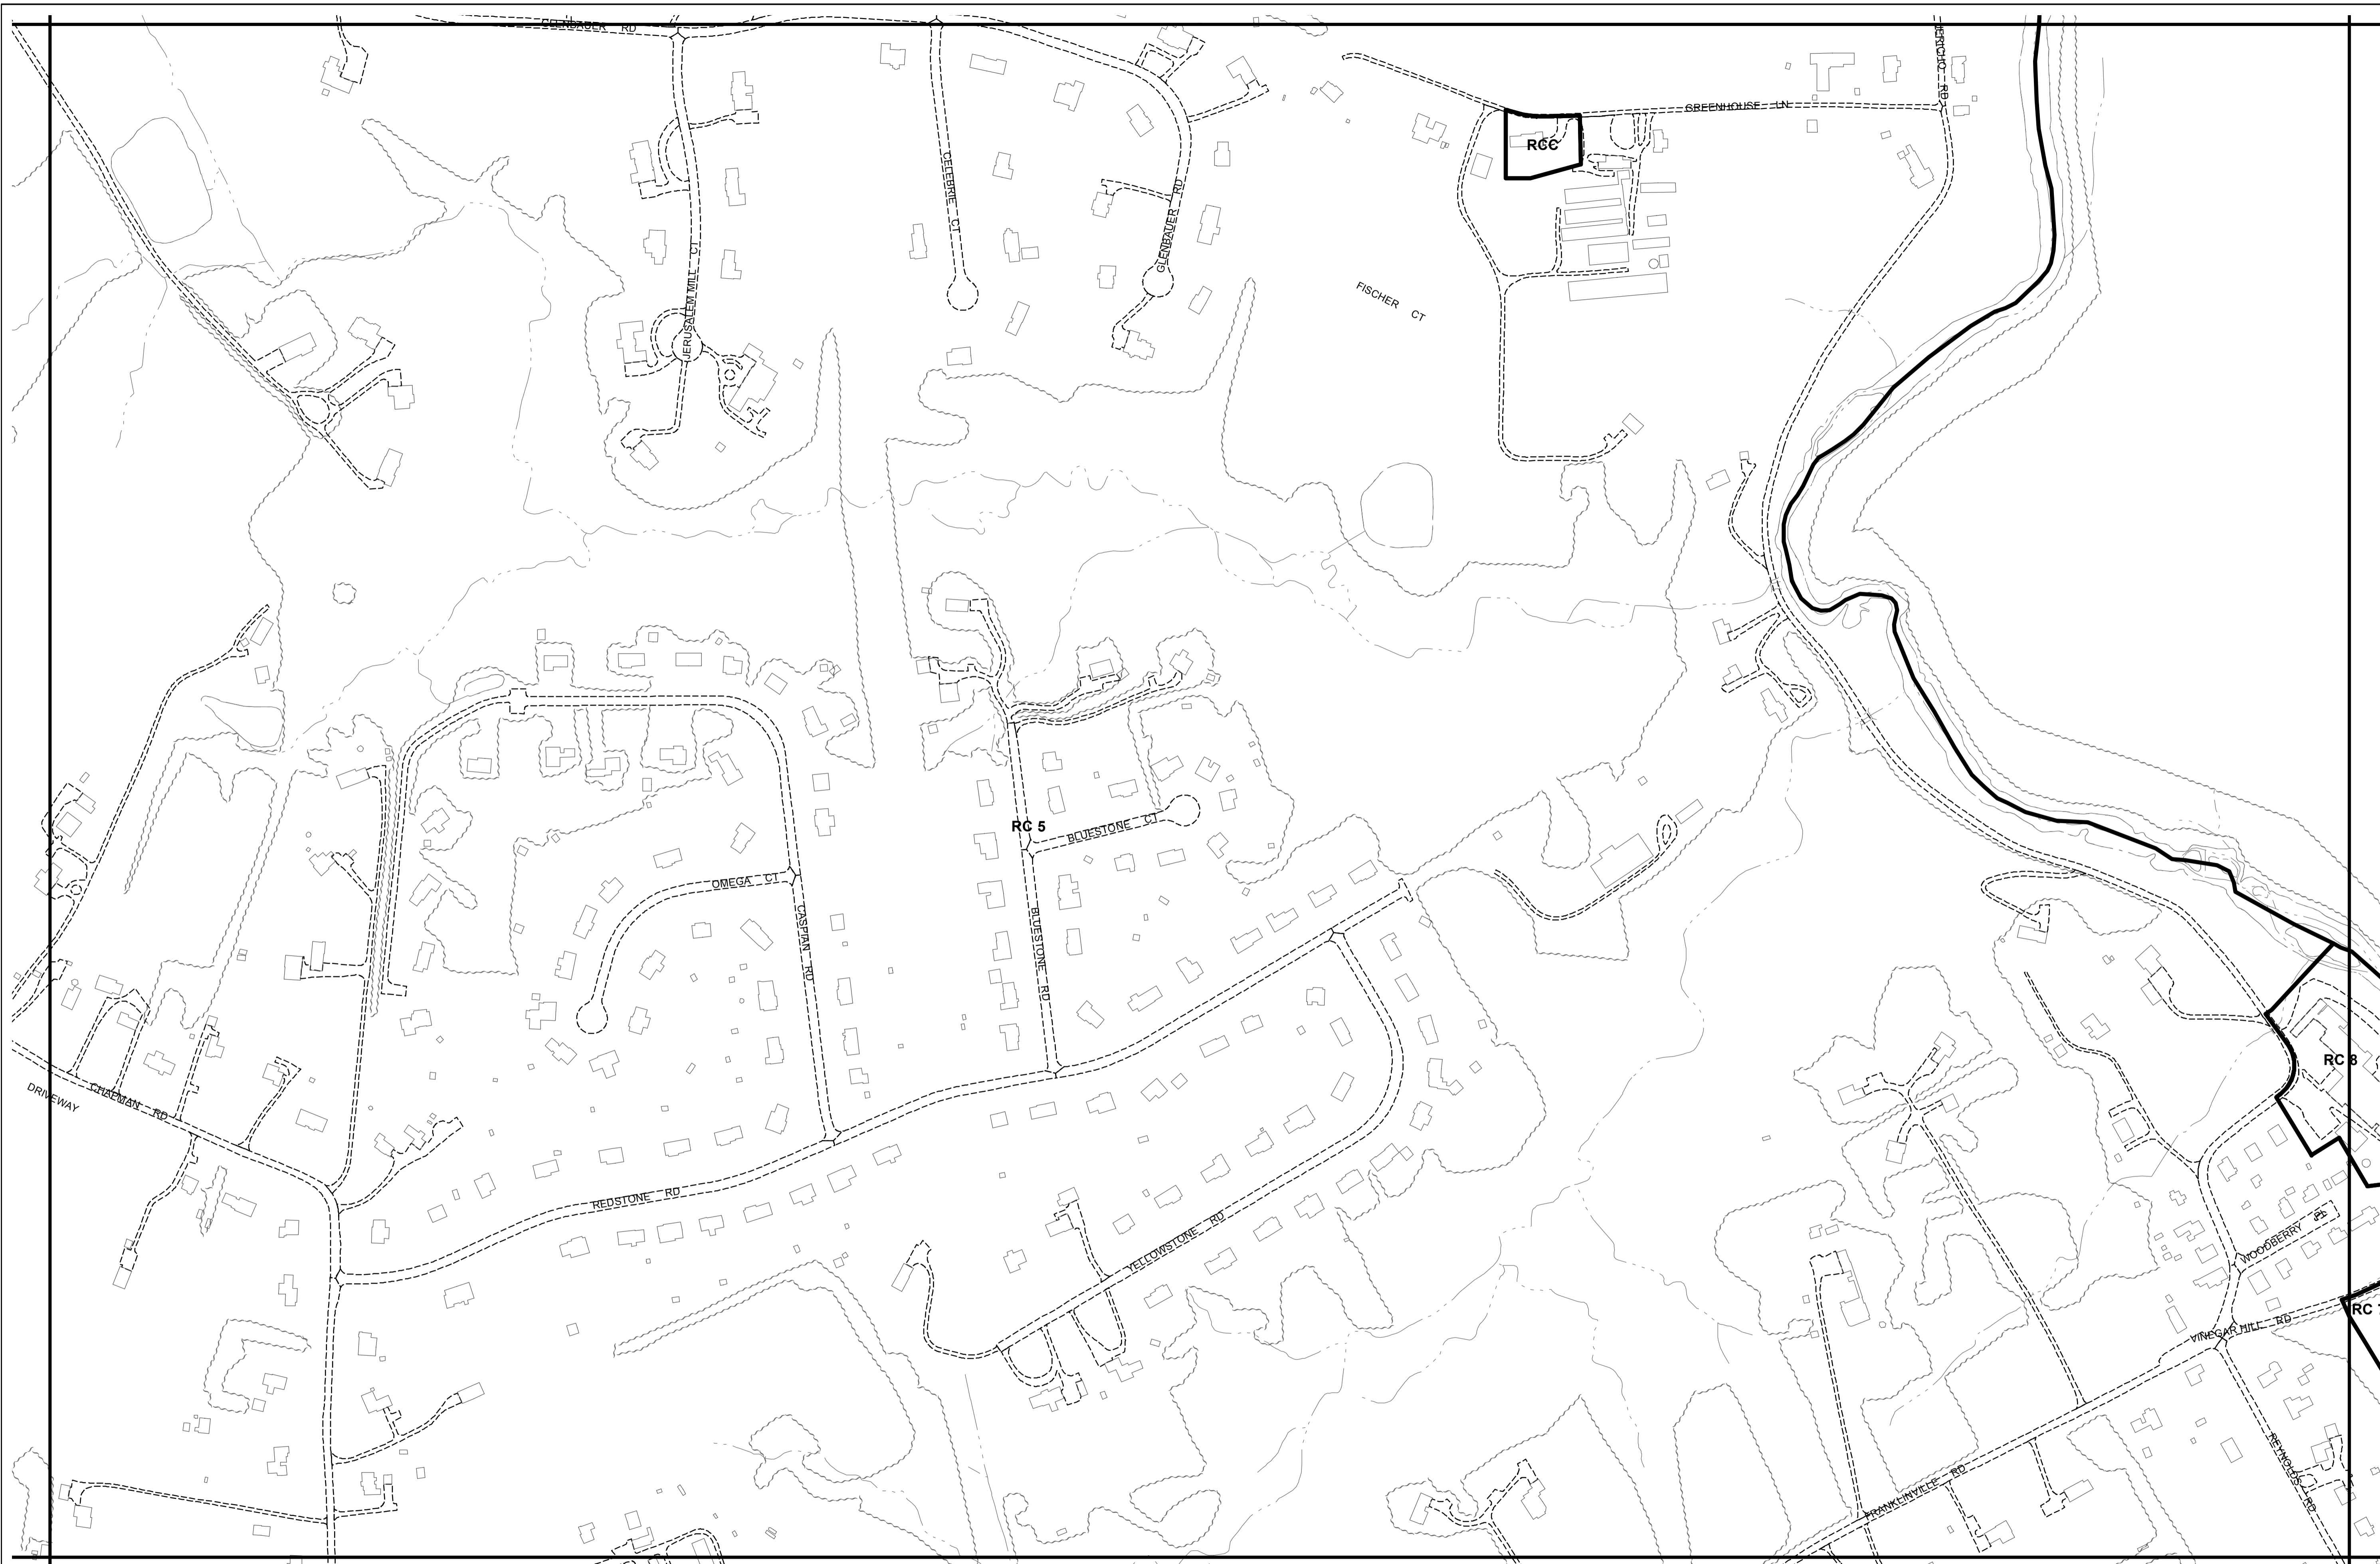 GLENBAUER RD
JERICHO RD
GREENHOUSE LN
RCC
CELEBRIE CT
GLENBAUER RD
JERUSALEM MILL CT
FISCHER CT
RC 5
BLUESTONE CT
OMEGA CT
CASPIAN RD
BLUESTONE RD
RC 8
DRIVEWAY
CHAPMAN RD
REDSTONE RD
YELLOWSTONE RD
WOODBERRY PL
RC
VINEGAR HILL RD
REYNOLDS RD
FRANKLINVILLE RD